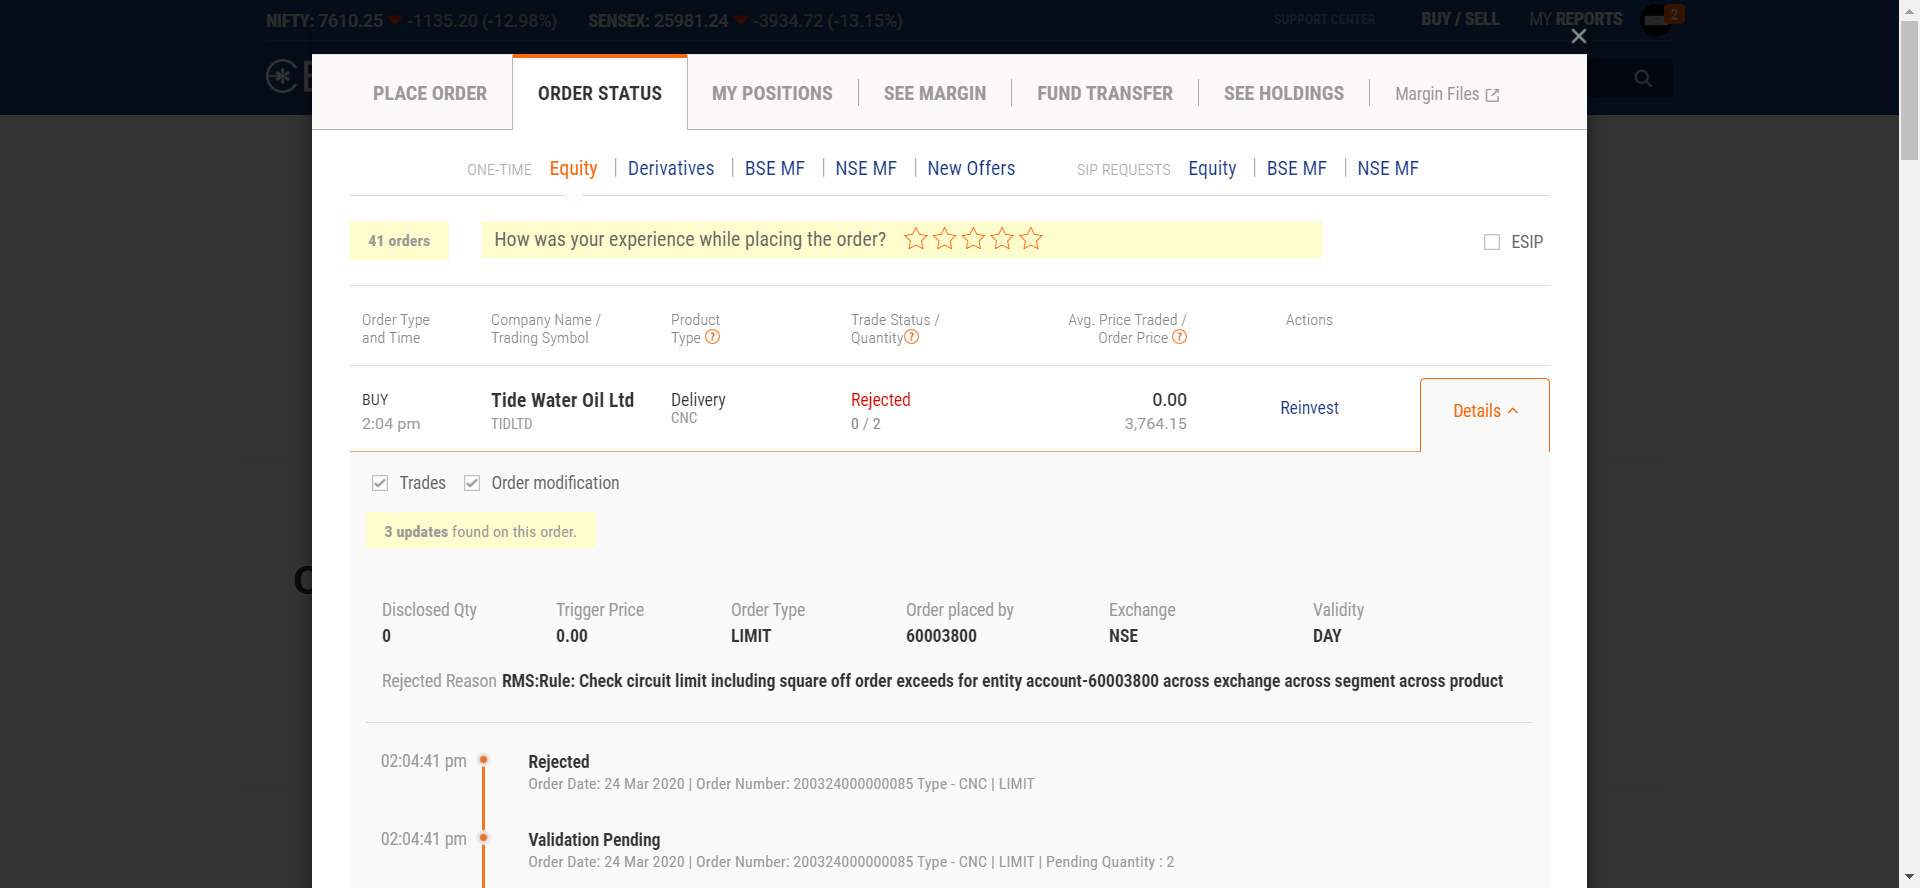 NIFTY: 7610.25 -1135.20 (-12.98%) SENSEX: 25981.24 -3934.72 (-13.15%) SUPPORT CENTER BUY / SELL MY REPORTS 2
PLACE ORDER ORDER STATUS MY POSITIONS SEE MARGIN FUND TRANSFER SEE HOLDINGS Margin Files
ONE-TIME Equity Derivatives BSE MF NSE MF New Offers SIP REQUESTS Equity BSE MF NSE MF
41 orders How was your experience while placing the order? ESIP
Order Type and Time
Company Name / Trading Symbol
Product Type ?
Trade Status / Quantity ?
Avg. Price Traded / Order Price ?
Actions
BUY Tide Water Oil Ltd Delivery Rejected 0.00 Reinvest Details
2:04 pm TIDLTD CNC 0 / 2 3,764.15
Trades Order modification
3 updates found on this order.
Disclosed Qty Trigger Price Order Type Order placed by Exchange Validity
0 0.00 LIMIT 60003800 NSE DAY
Rejected Reason RMS:Rule: Check circuit limit including square off order exceeds for entity account-60003800 across exchange across segment across product
02:04:41 pm Rejected
Order Date: 24 Mar 2020 | Order Number: 200324000000085 Type - CNC | LIMIT
02:04:41 pm Validation Pending
Order Date: 24 Mar 2020 | Order Number: 200324000000085 Type - CNC | LIMIT | Pending Quantity : 2